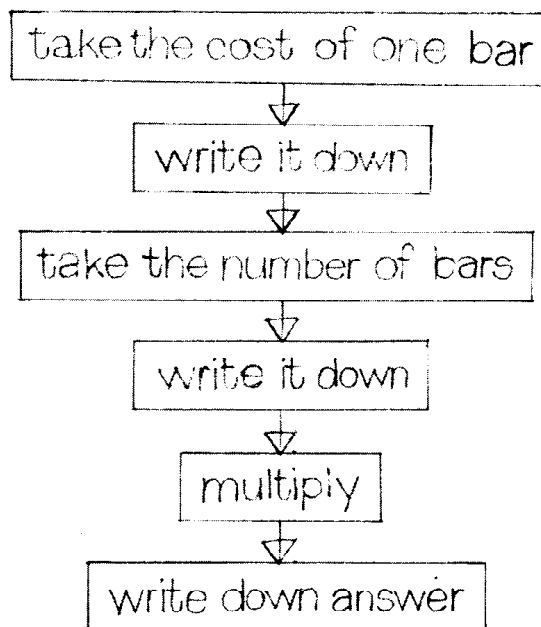 take the cost of one bar
write it down
take the number of bars
write it down
multiply
write down answer